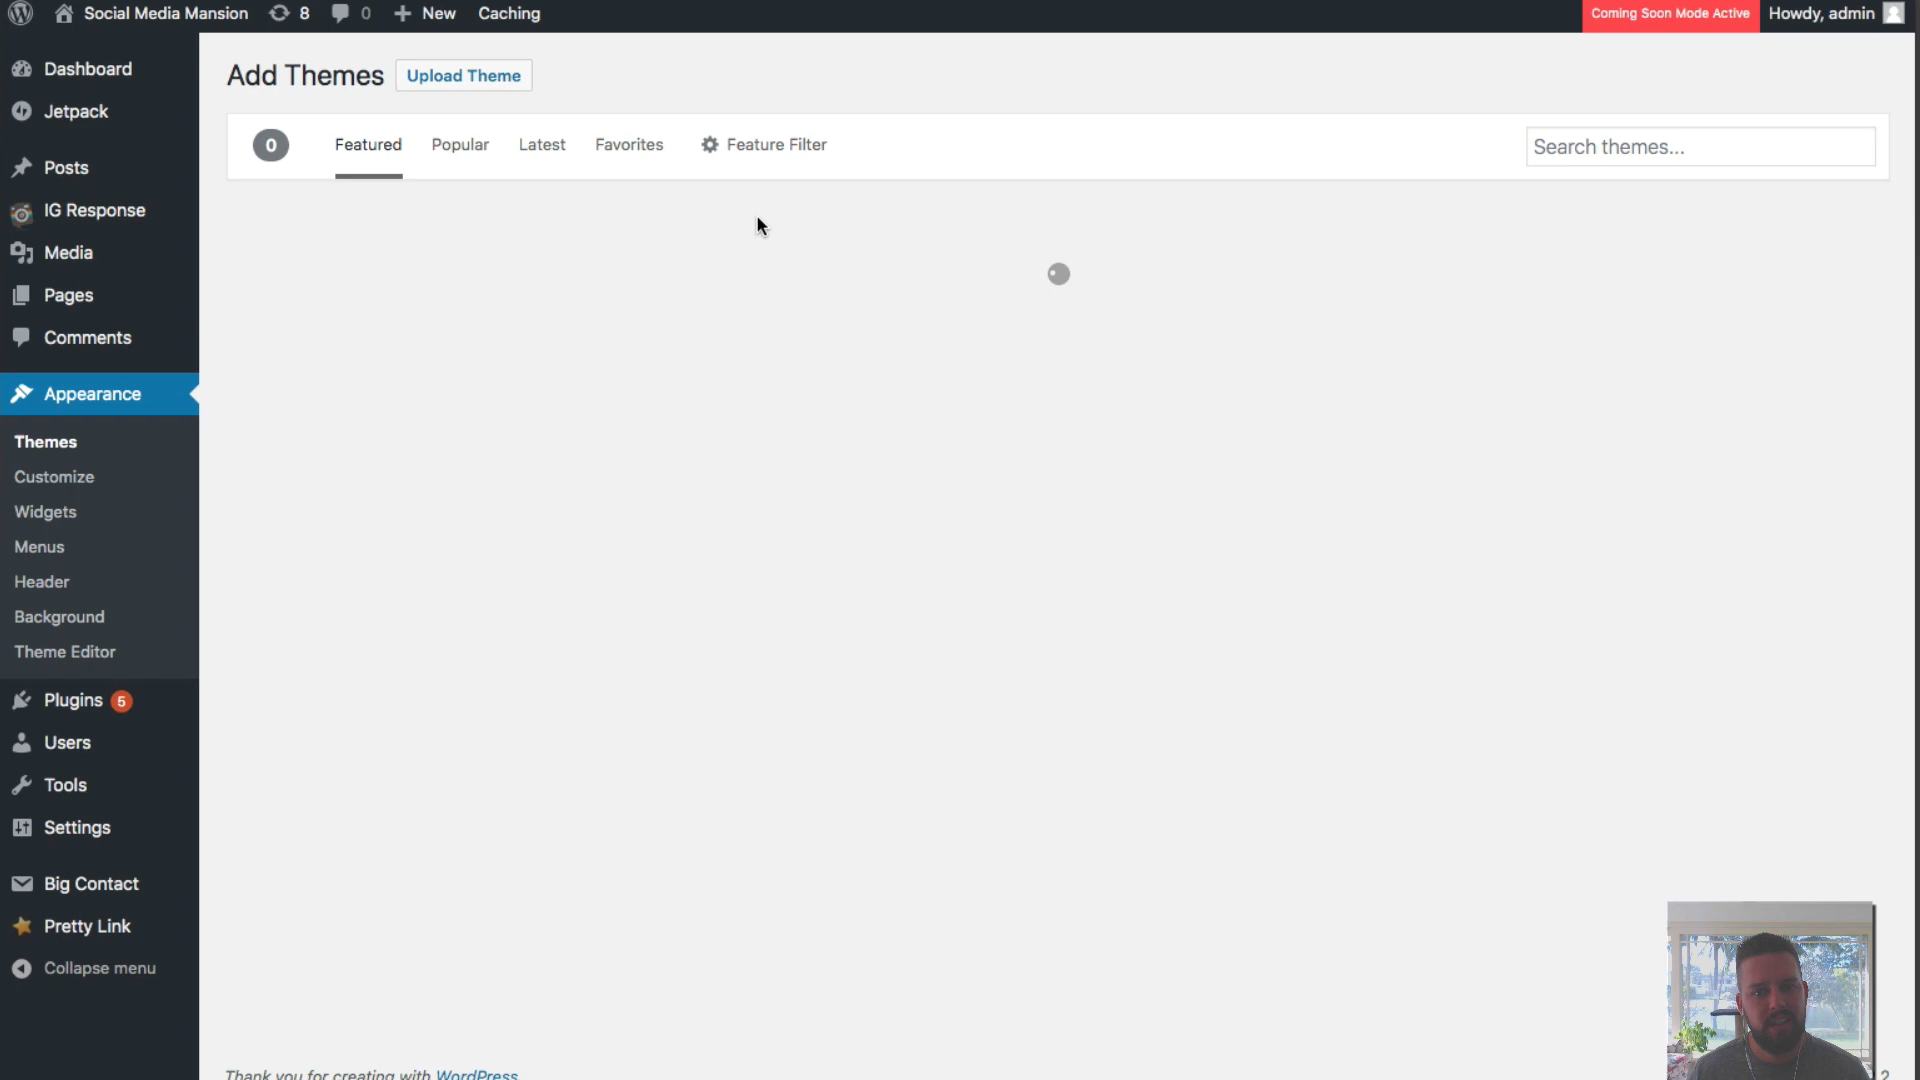 Social Media Mansion 8 0 New Caching Coming Soon Mode Active Howdy, admin
Dashboard
Jetpack
Posts
IG Response
Media
Pages
Comments
Appearance
Themes
Customize
Widgets
Menus
Header
Background
Theme Editor
Plugins 5
Users
Tools
Settings
Big Contact
Pretty Link
Collapse menu
Add Themes Upload Theme
0 Featured Popular Latest Favorites Feature Filter Search themes...
Thank you for creating with WordPress
2